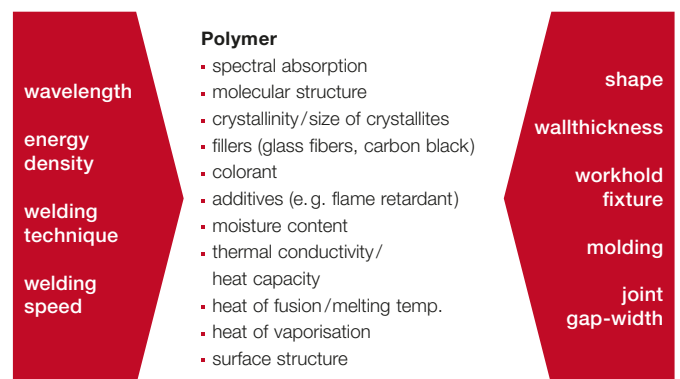 wavelength
energy
density
welding
technique
welding
speed
Polymer
▪ spectral absorption
▪ molecular structure
▪ crystallinity/size of crystallites
▪ fillers (glass fibers, carbon black)
▪ colorant
▪ additives (e. g. flame retardant)
▪ moisture content
▪ thermal conductivity/
heat capacity
▪ heat of fusion/melting temp.
▪ heat of vaporisation
▪ surface structure
shape
wallthickness
workhold
fixture
molding
joint
gap-width